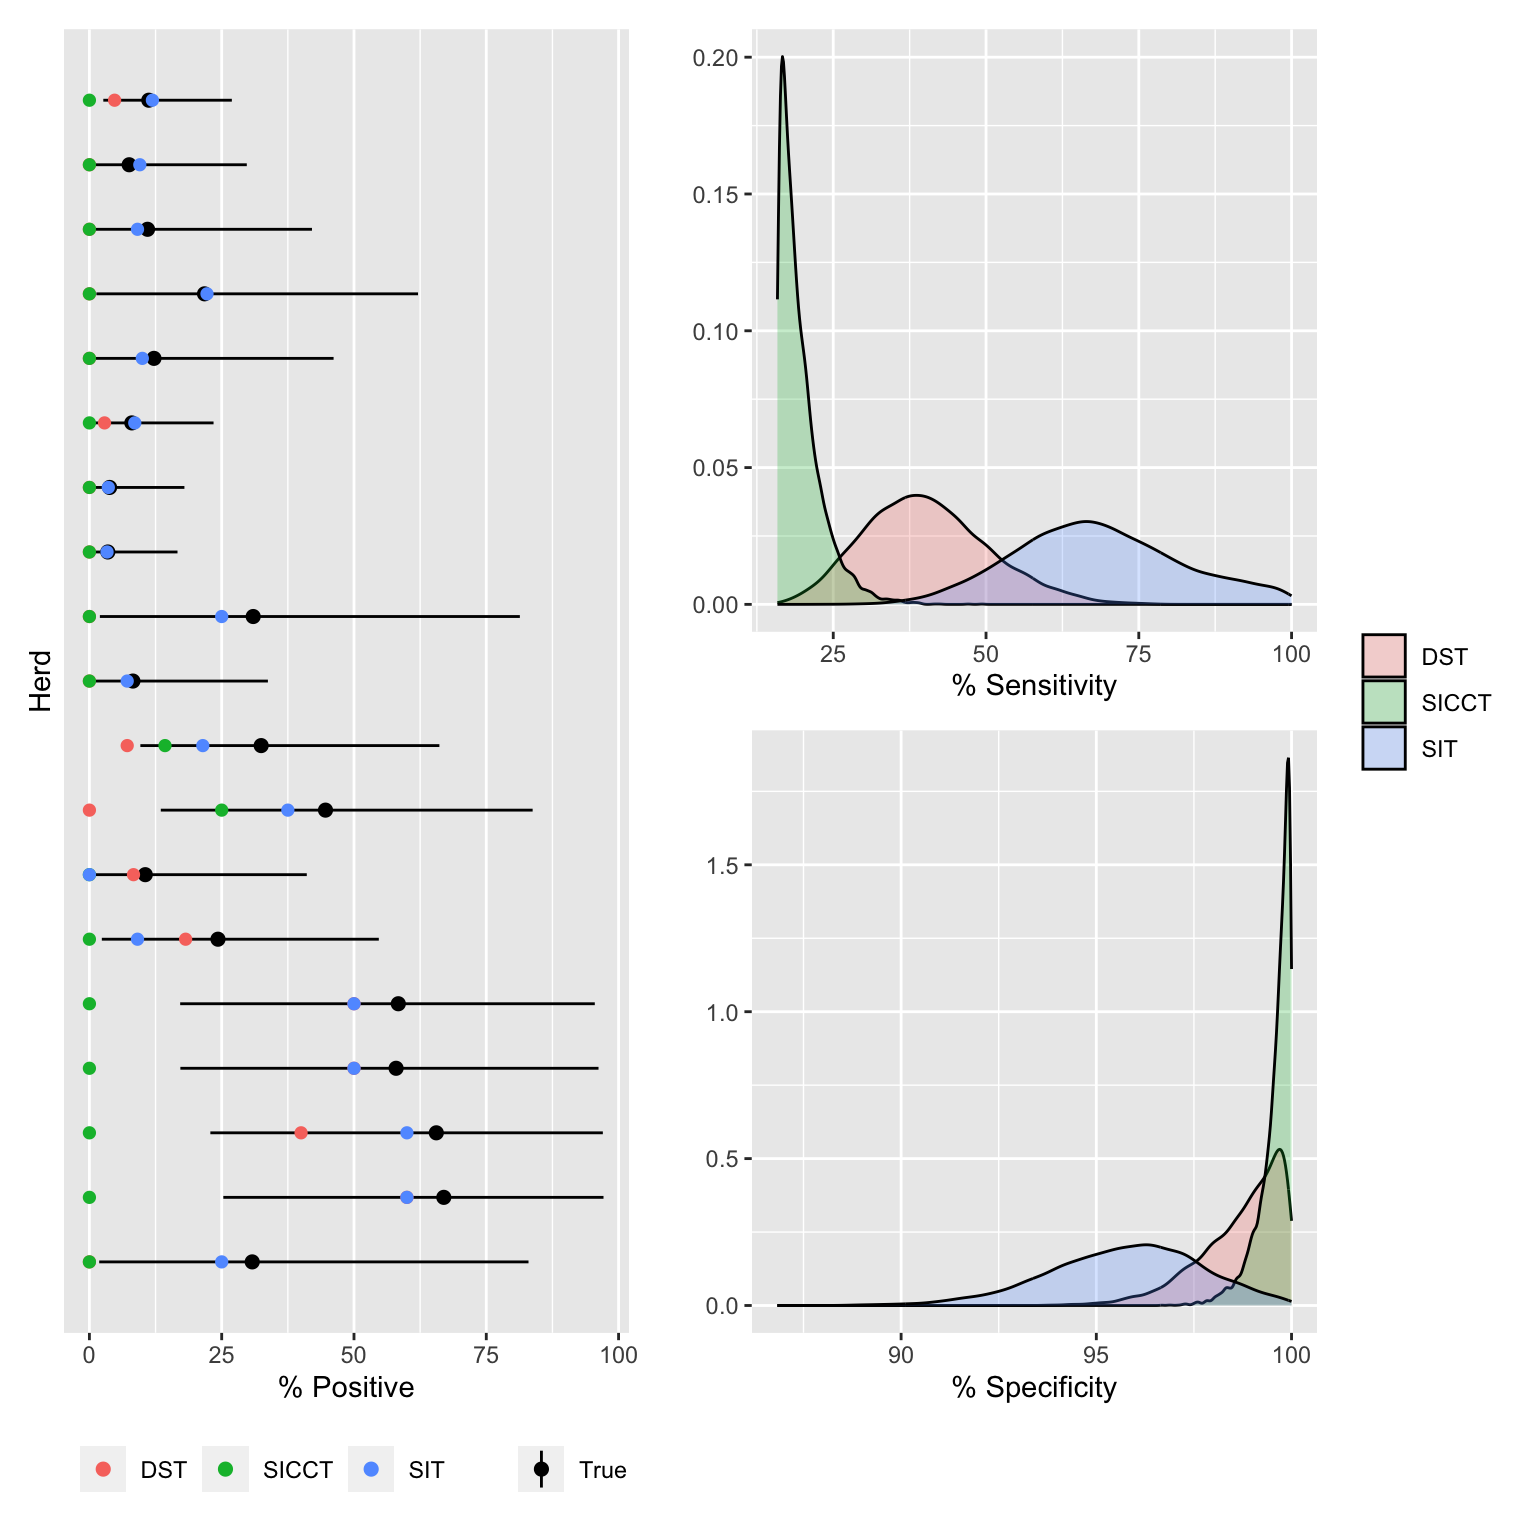 Herd
0 25 50 75 100
% Positive
DST SICCT SIT True
0.20
0.15
0.10
0.05
0.00
25 50 75 100
% Sensitivity
1.5
1.0
0.5
0.0
90 95 100
% Specificity
DST
SICCT
SIT